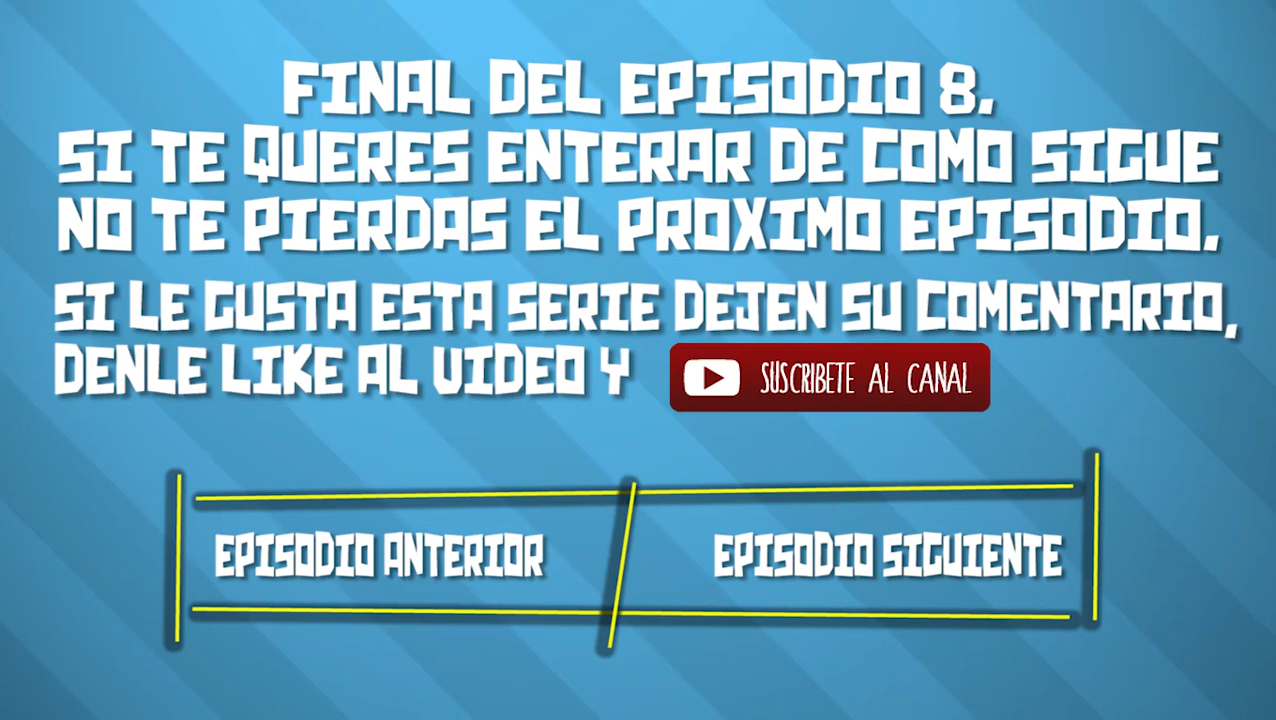 FINAL DEL EPISODIO 8.
SI TE QUERES ENTERAR DE COMO SIGUE
NO TE PIERDAS EL PROXIMO EPISODIO.
SI LE GUSTA ESTA SERIE DEJEN SU COMENTARIO,
DENLE LIKE AL VIDEO Y SUSCRIBETE AL CANAL
EPISODIO ANTERIOR
EPISODIO SIGUIENTE